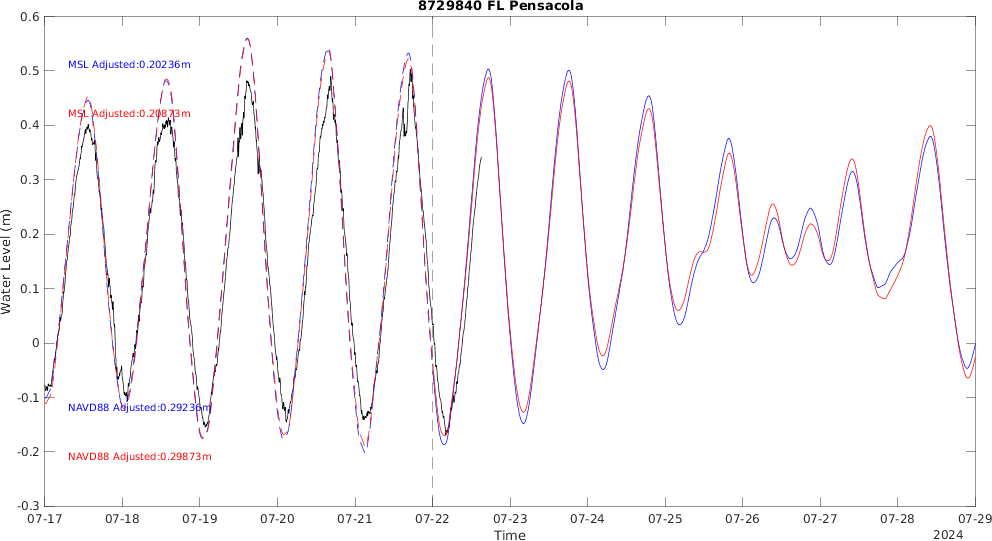 8729840 FL Pensacola
0.6
0.5
0.4
0.3
0.2
0.1
0
-0.1
-0.2
-0.3
Water Level (m)
MSL Adjusted:0.20236m
MSL Adjusted:0.20873m
NAVD88 Adjusted:0.29236m
NAVD88 Adjusted:0.29873m
07-17 07-18 07-19 07-20 07-21 07-22 07-23 07-24 07-25 07-26 07-27 07-28 07-29
Time
2024